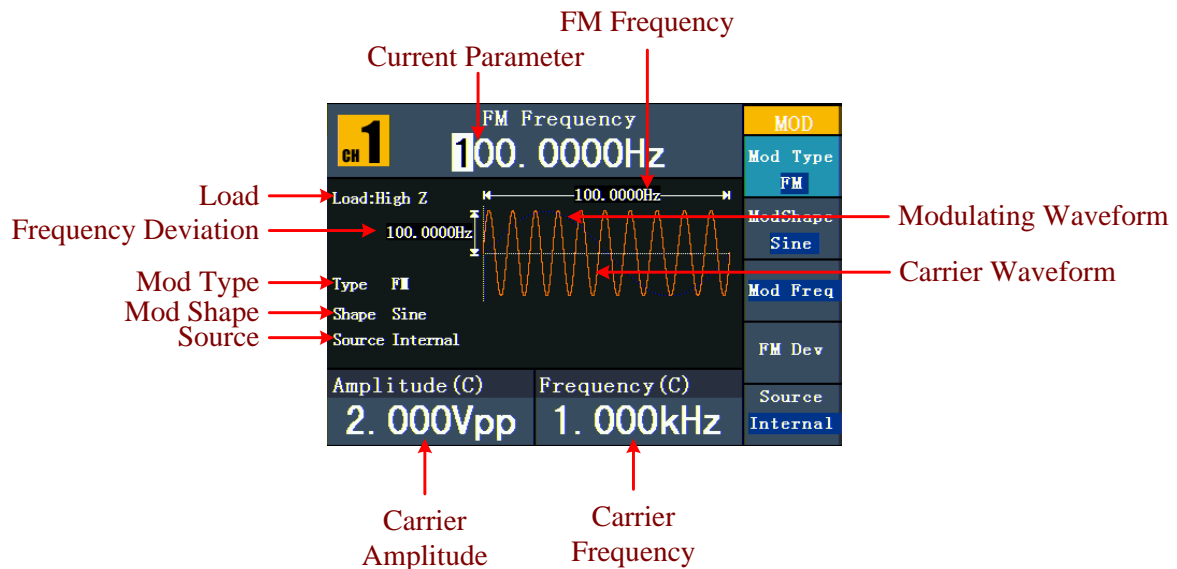 FM Frequency
Current Parameter
CH 1
FM Frequency
100.0000Hz
MOD
Mod Type
FM
ModShape
Sine
Mod Freq
FM Dev
Source
Internal
Load
Load:High Z
100.0000Hz
Modulating Waveform
Frequency Deviation
100.0000Hz
Carrier Waveform
Mod Type
Type FM
Mod Shape
Shape Sine
Source
Source Internal
Amplitude(C)
2.000Vpp
Frequency(C)
1.000kHz
Carrier
Amplitude
Carrier
Frequency